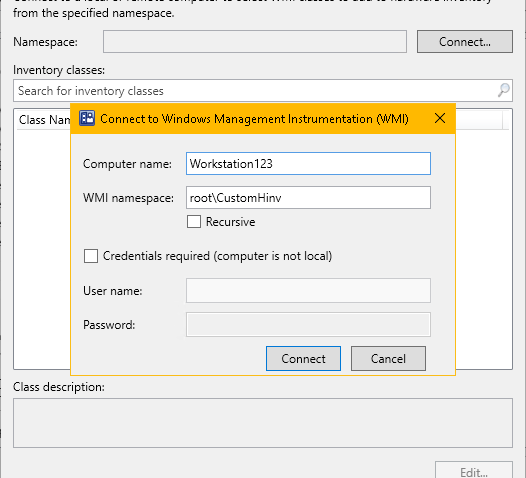 Connect to a local or remote computer to select WMI classes to add to hardware inventory
from the specified namespace.
Namespace:
Connect...
Inventory classes:
Search for inventory classes
Class Nam
Connect to Windows Management Instrumentation (WMI)
Computer name:
Workstation123
WMI namespace:
root\CustomHinv
Recursive
Credentials required (computer is not local)
User name:
Password:
Connect
Cancel
Class description:
Edit...